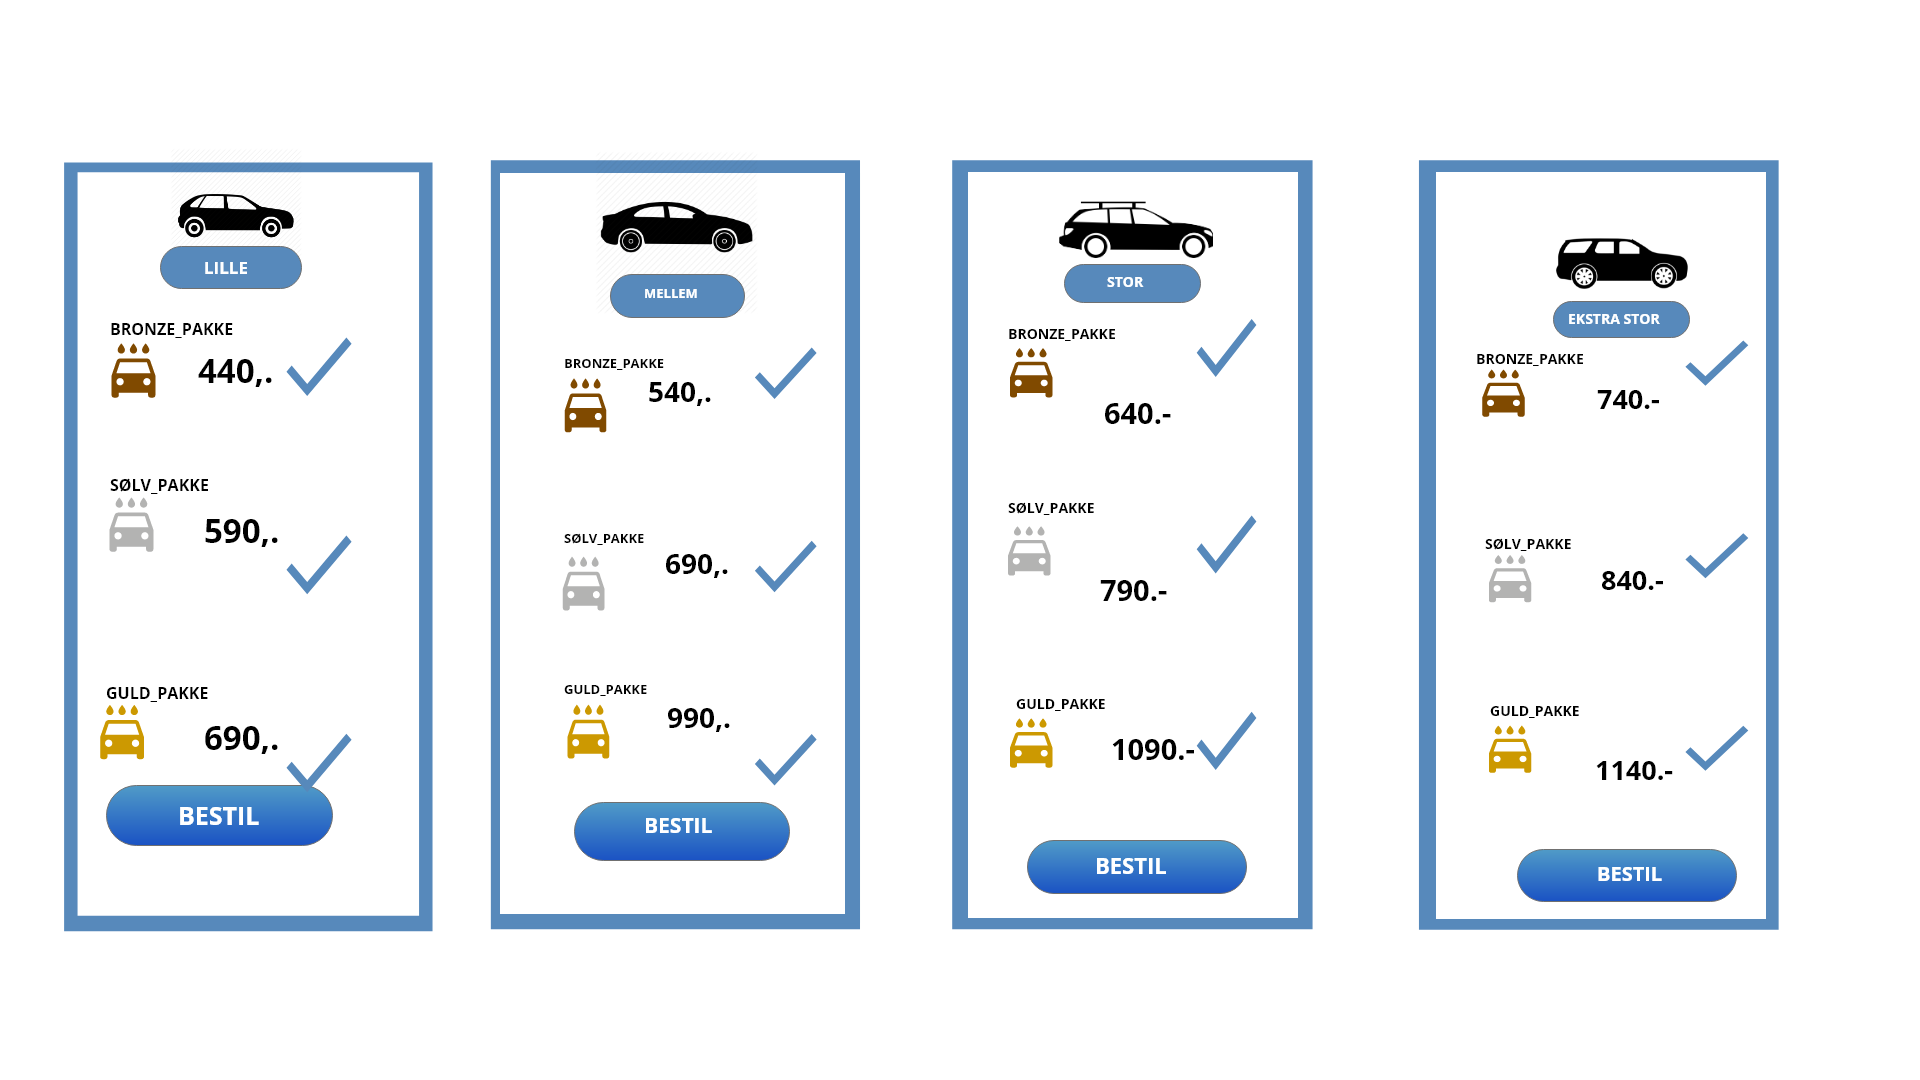 LILLE
BRONZE_PAKKE
440,.
SØLV_PAKKE
590,.
GULD_PAKKE
690,.
BESTIL
MELLEM
BRONZE_PAKKE
540,.
SØLV_PAKKE
690,.
GULD_PAKKE
990,.
BESTIL
STOR
BRONZE_PAKKE
640.-
SØLV_PAKKE
790.-
GULD_PAKKE
1090.-
BESTIL
EKSTRA STOR
BRONZE_PAKKE
740.-
SØLV_PAKKE
840.-
GULD_PAKKE
1140.-
BESTIL